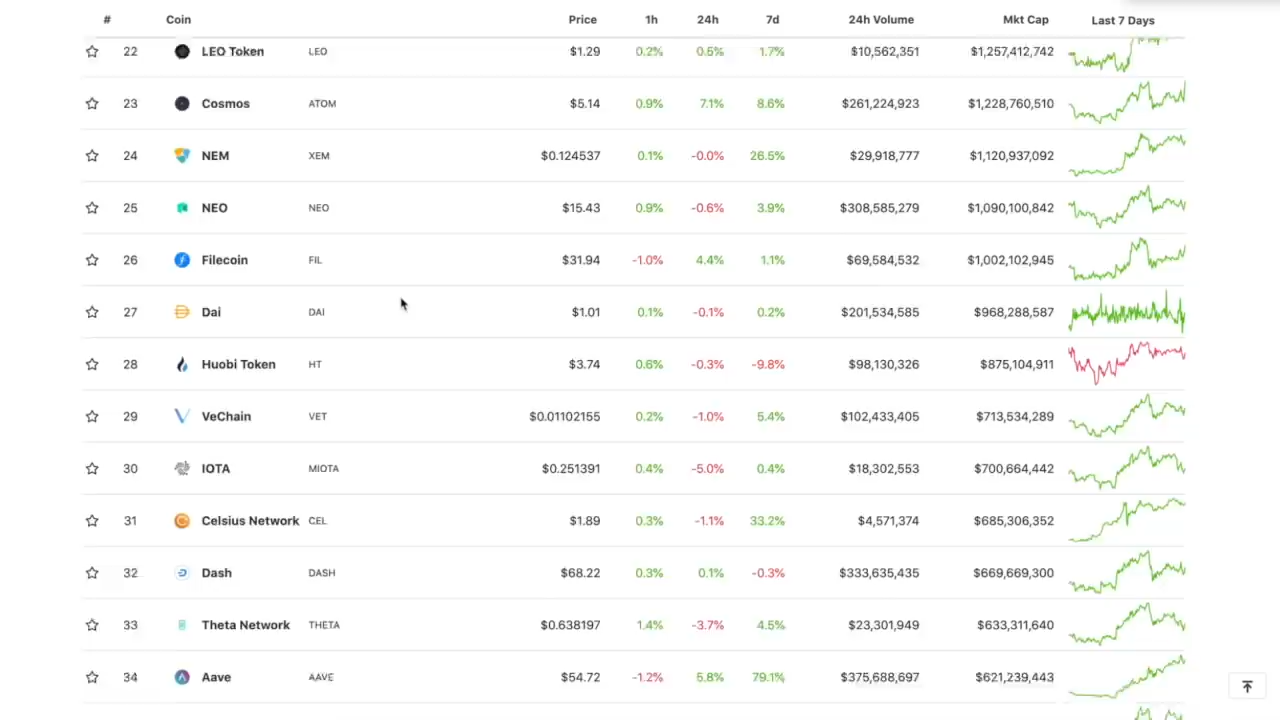 # Coin Price 1h 24h 7d 24h Volume Mkt Cap Last 7 Days
22 LEO Token LEO $1.29 0.2% 0.5% 1.7% $10,562,351 $1,257,412,742
23 Cosmos ATOM $5.14 0.9% 7.1% 8.6% $261,224,923 $1,228,760,510
24 NEM XEM $0.124537 0.1% -0.0% 26.5% $29,918,777 $1,120,937,092
25 NEO NEO $15.43 0.9% -0.6% 3.9% $308,585,279 $1,090,100,842
26 Filecoin FIL $31.94 -1.0% 4.4% 1.1% $69,584,532 $1,002,102,945
27 Dai DAI $1.01 0.1% -0.1% 0.2% $201,534,585 $968,288,587
28 Huobi Token HT $3.74 0.6% -0.3% -9.8% $98,130,326 $875,104,911
29 VeChain VET $0.01102155 0.2% -1.0% 5.4% $102,433,405 $713,534,289
30 IOTA MIOTA $0.251391 0.4% -5.0% 0.4% $18,302,553 $700,664,442
31 Celsius Network CEL $1.89 0.3% -1.1% 33.2% $4,571,374 $685,306,352
32 Dash DASH $68.22 0.3% 0.1% -0.3% $333,635,435 $669,669,300
33 Theta Network THETA $0.638197 1.4% -3.7% 4.5% $23,301,949 $633,311,640
34 Aave AAVE $54.72 -1.2% 5.8% 79.1% $375,688,697 $621,239,443